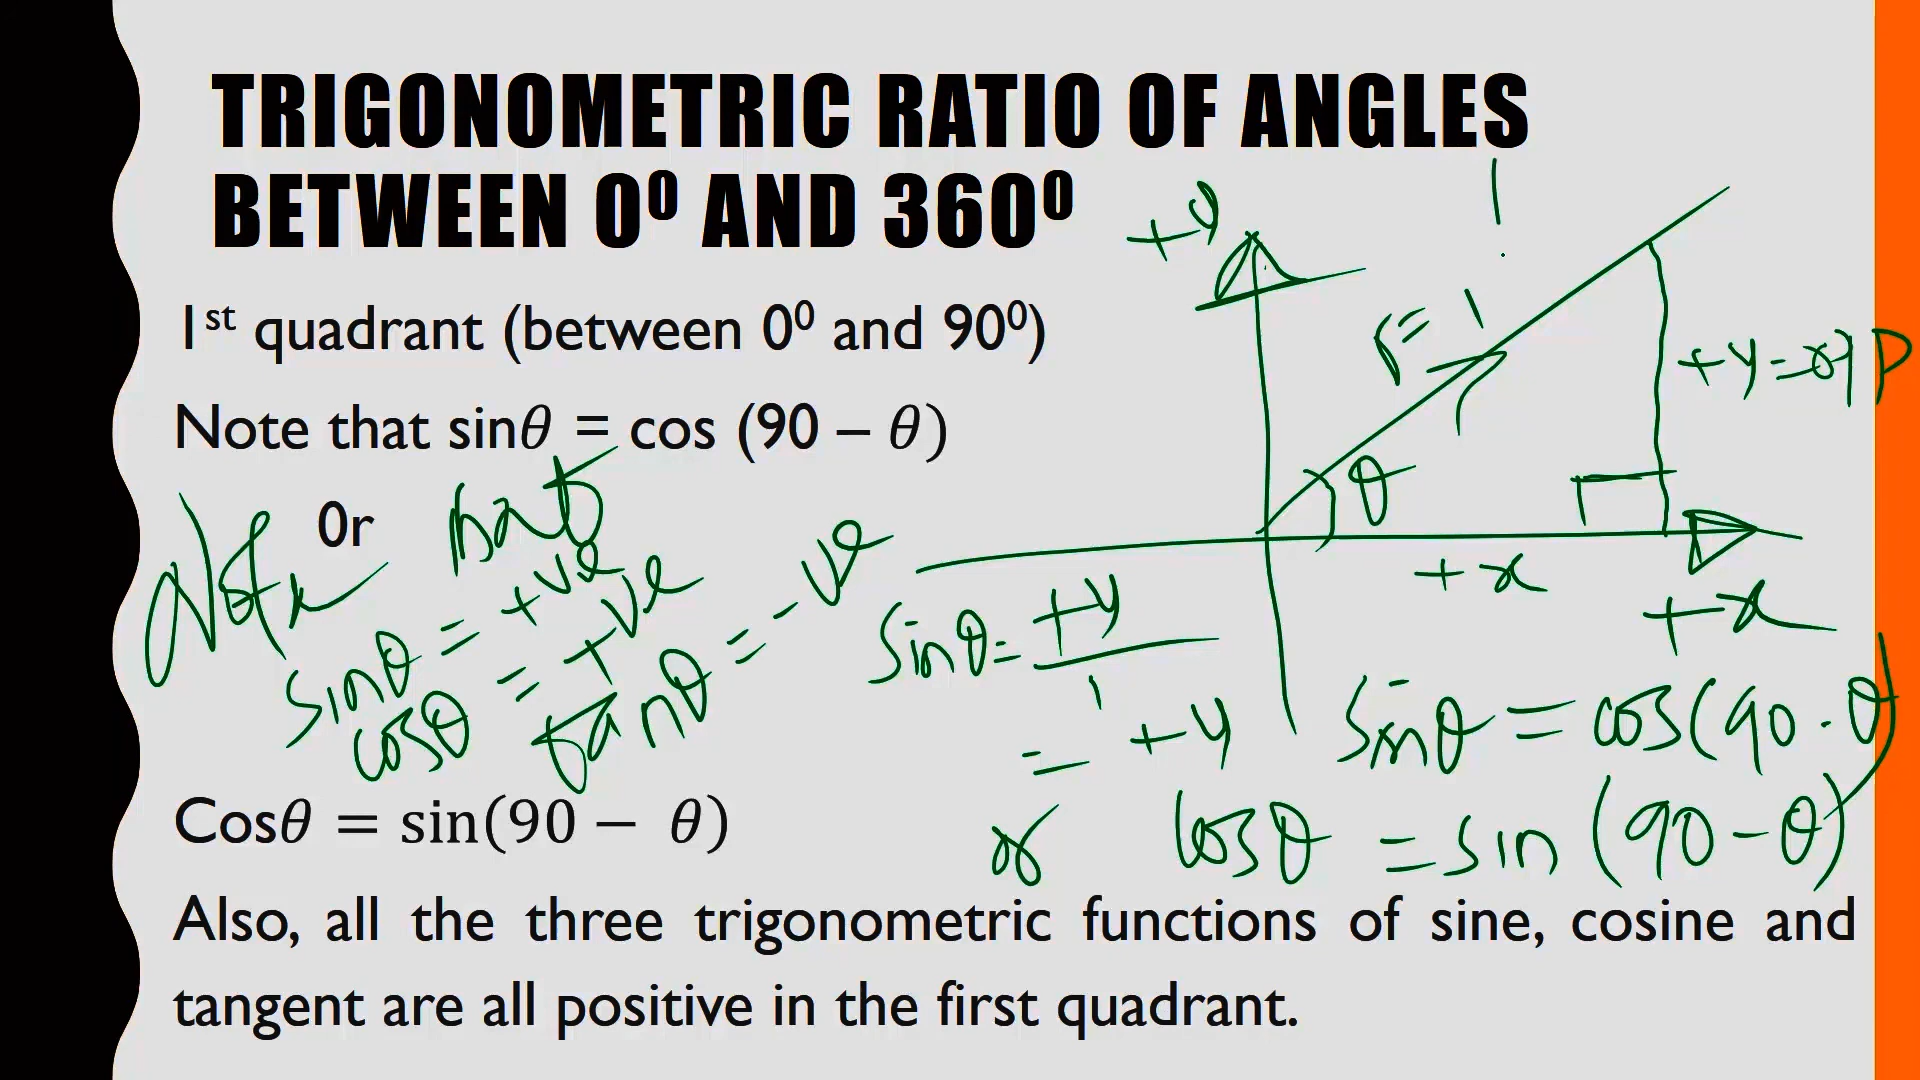 TRIGONOMETRIC RATIO OF ANGLES
BETWEEN 0⁰ AND 360⁰
1st quadrant (between 0⁰ and 90⁰)
Note that sinθ = cos (90 – θ)
0r
Cosθ = sin(90 – θ)
Also, all the three trigonometric functions of sine, cosine and
tangent are all positive in the first quadrant.
+y
r = 1
+y = opp
θ
+x
+x
Note
that
sinθ = +ve
cosθ = +ve
tanθ = -ve
sinθ = +y
1
= +y
sinθ = cos(90 - θ)
or cosθ = sin (90 - θ)